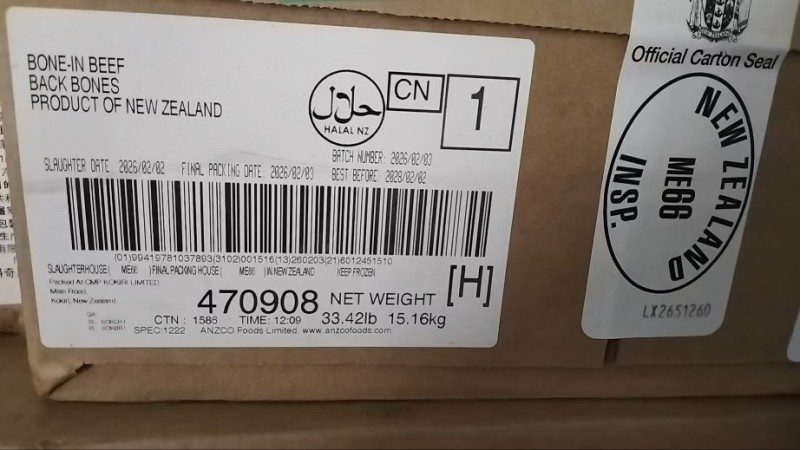 BONE-IN BEEF
BACK BONES
PRODUCT OF NEW ZEALAND
حلال
HALAL NZ
CN
1
BATCH NUMBER: 2026/02/03
SLAUGHTER DATE: 2026/02/02 FINAL PACKING DATE: 2026/02/03 BEST BEFORE: 2028/02/02
(01)99419781037893(3102)001516(13)260203(21)6012451510
SLAUGHTERHOUSE( ME66 )FINAL PACKING HOUSE( ME66 )IN NEW ZEALAND KEEP FROZEN
Packed At:CMP KOKIRI LIMITED
Main Road,
Kokiri, New Zealand
470908 NET WEIGHT [H]
CTN : 1586 TIME: 12:09 33.42lb 15.16kg
SPEC:1222 ANZCO Foods Limited. www.anzcofoods.com
NEW ZEALAND
Official Carton Seal
NEW ZEALAND
ME66
INSP.
LX2651260